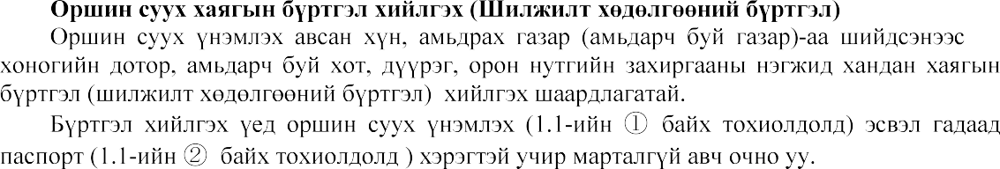 Оршин суух хаягын бүртгэл хийлгэх (Шилжилт хөдөлгөөний бүртгэл)
Оршин суух үнэмлэх авсан хүн, амьдрах газар (амьдарч буй газар)-аа шийдсэнээс
хоногийн дотор, амьдарч буй хот, дүүрэг, орон нутгийн захиргааны нэгжид хандан хаягын
бүртгэл (шилжилт хөдөлгөөний бүртгэл) хийлгэх шаардлагатай.
Бүртгэл хийлгэх үед оршин суух үнэмлэх (1.1-ийн ① байх тохиолдолд) эсвэл гадаад
паспорт (1.1-ийн ② байх тохиолдолд ) хэрэгтэй учир марталгүй авч очно уу.